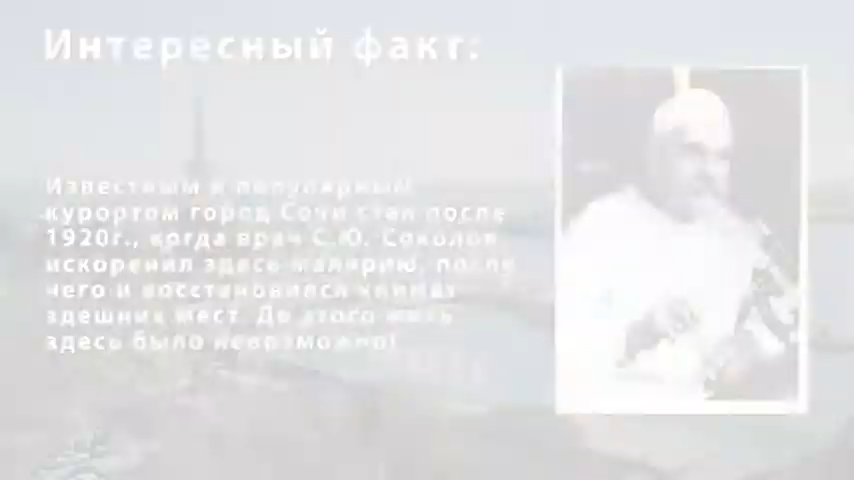 Интересный факт:
Известным и популярным
курортом город Сочи стал после
1920г., когда врач С.Ю. Соколов
искоренил здесь малярию, после
чего и восстановился климат
здешних мест. До этого жить
здесь было невозможно!